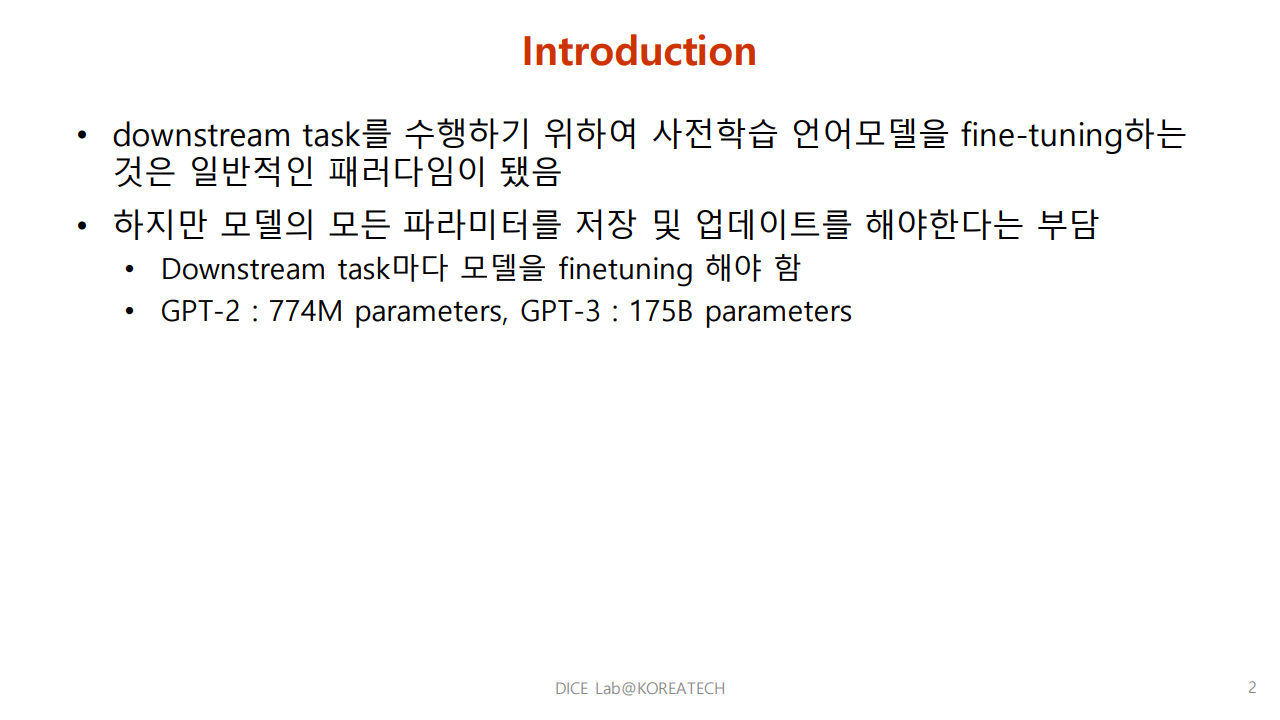 Introduction
• downstream task를 수행하기 위하여 사전학습 언어모델을 fine-tuning하는
것은 일반적인 패러다임이 됐음
• 하지만 모델의 모든 파라미터를 저장 및 업데이트를 해야한다는 부담
• Downstream task마다 모델을 finetuning 해야 함
• GPT-2 : 774M parameters, GPT-3 : 175B parameters
DICE Lab@KOREATECH
2